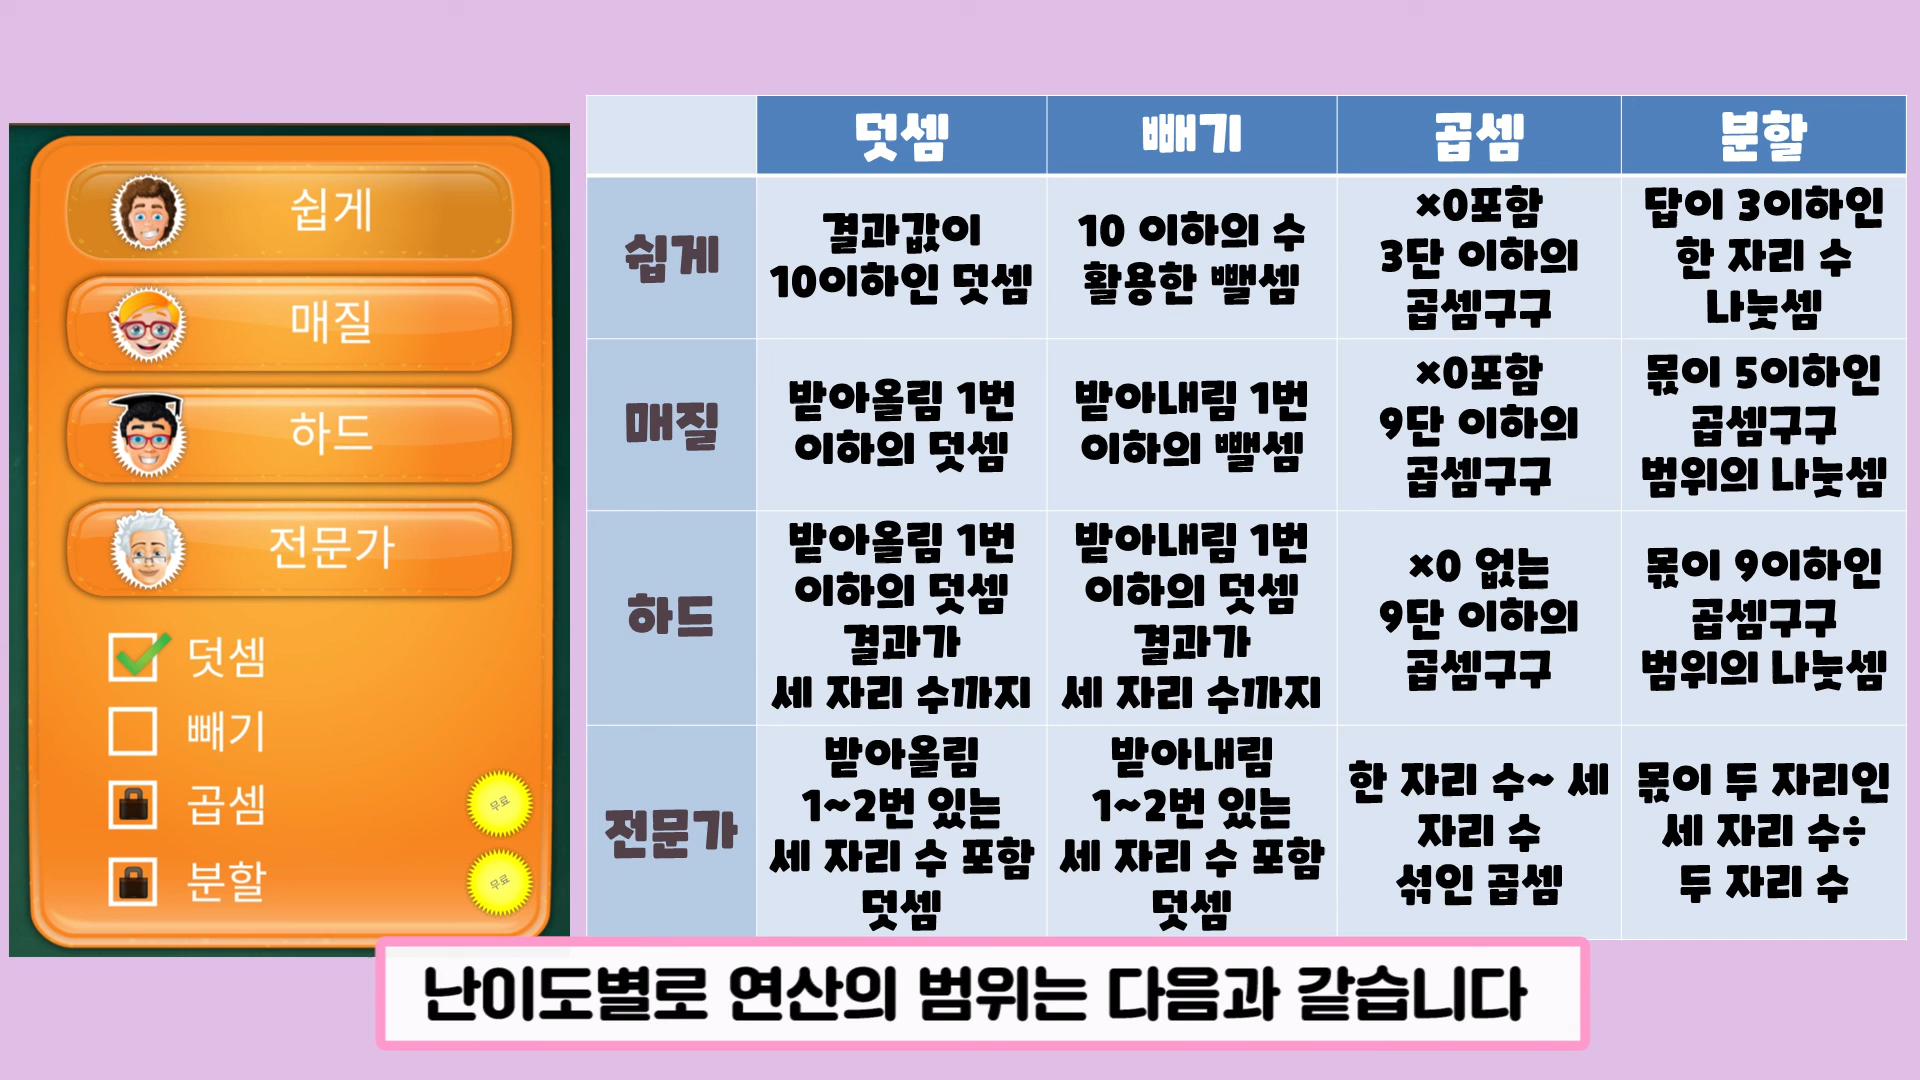 쉽게
매질
하드
전문가
덧셈
빼기
곱셈
무료
분할
무료
덧셈
빼기
곱셈
분할
쉽게
결과값이
10이하인 덧셈
10 이하의 수
활용한 뺄셈
×0포함
3단 이하의
곱셈구구
답이 3이하인
한 자리 수
나눗셈
매질
받아올림 1번
이하의 덧셈
받아내림 1번
이하의 뺄셈
×0포함
9단 이하의
곱셈구구
몫이 5이하인
곱셈구구
범위의 나눗셈
하드
받아올림 1번
이하의 덧셈
결과가
세 자리 수까지
받아내림 1번
이하의 덧셈
결과가
세 자리 수까지
×0 없는
9단 이하의
곱셈구구
몫이 9이하인
곱셈구구
범위의 나눗셈
전문가
받아올림
1~2번 있는
세 자리 수 포함
덧셈
받아내림
1~2번 있는
세 자리 수 포함
덧셈
한 자리 수~ 세
자리 수
섞인 곱셈
몫이 두 자리인
세 자리 수÷
두 자리 수
난이도별로 연산의 범위는 다음과 같습니다